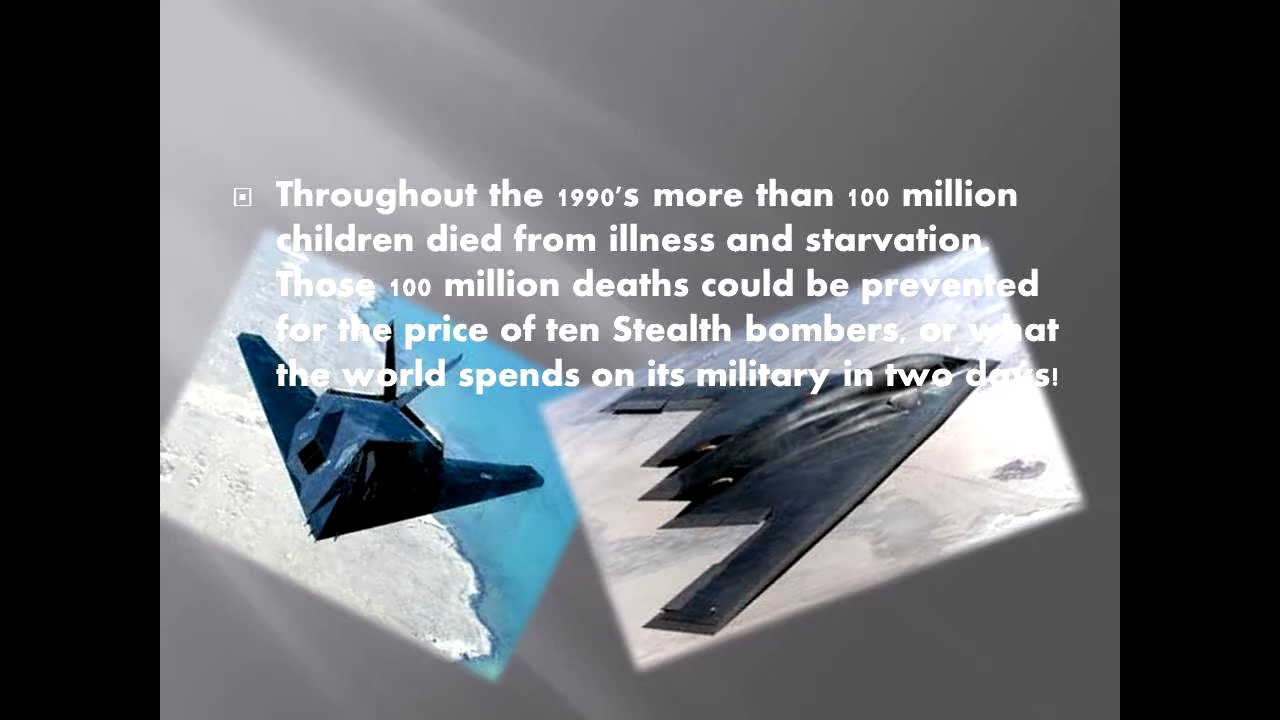 Throughout the 1990's more than 100 million
children died from illness and starvation.
Those 100 million deaths could be prevented
for the price of ten Stealth bombers, or what
the world spends on its military in two days!